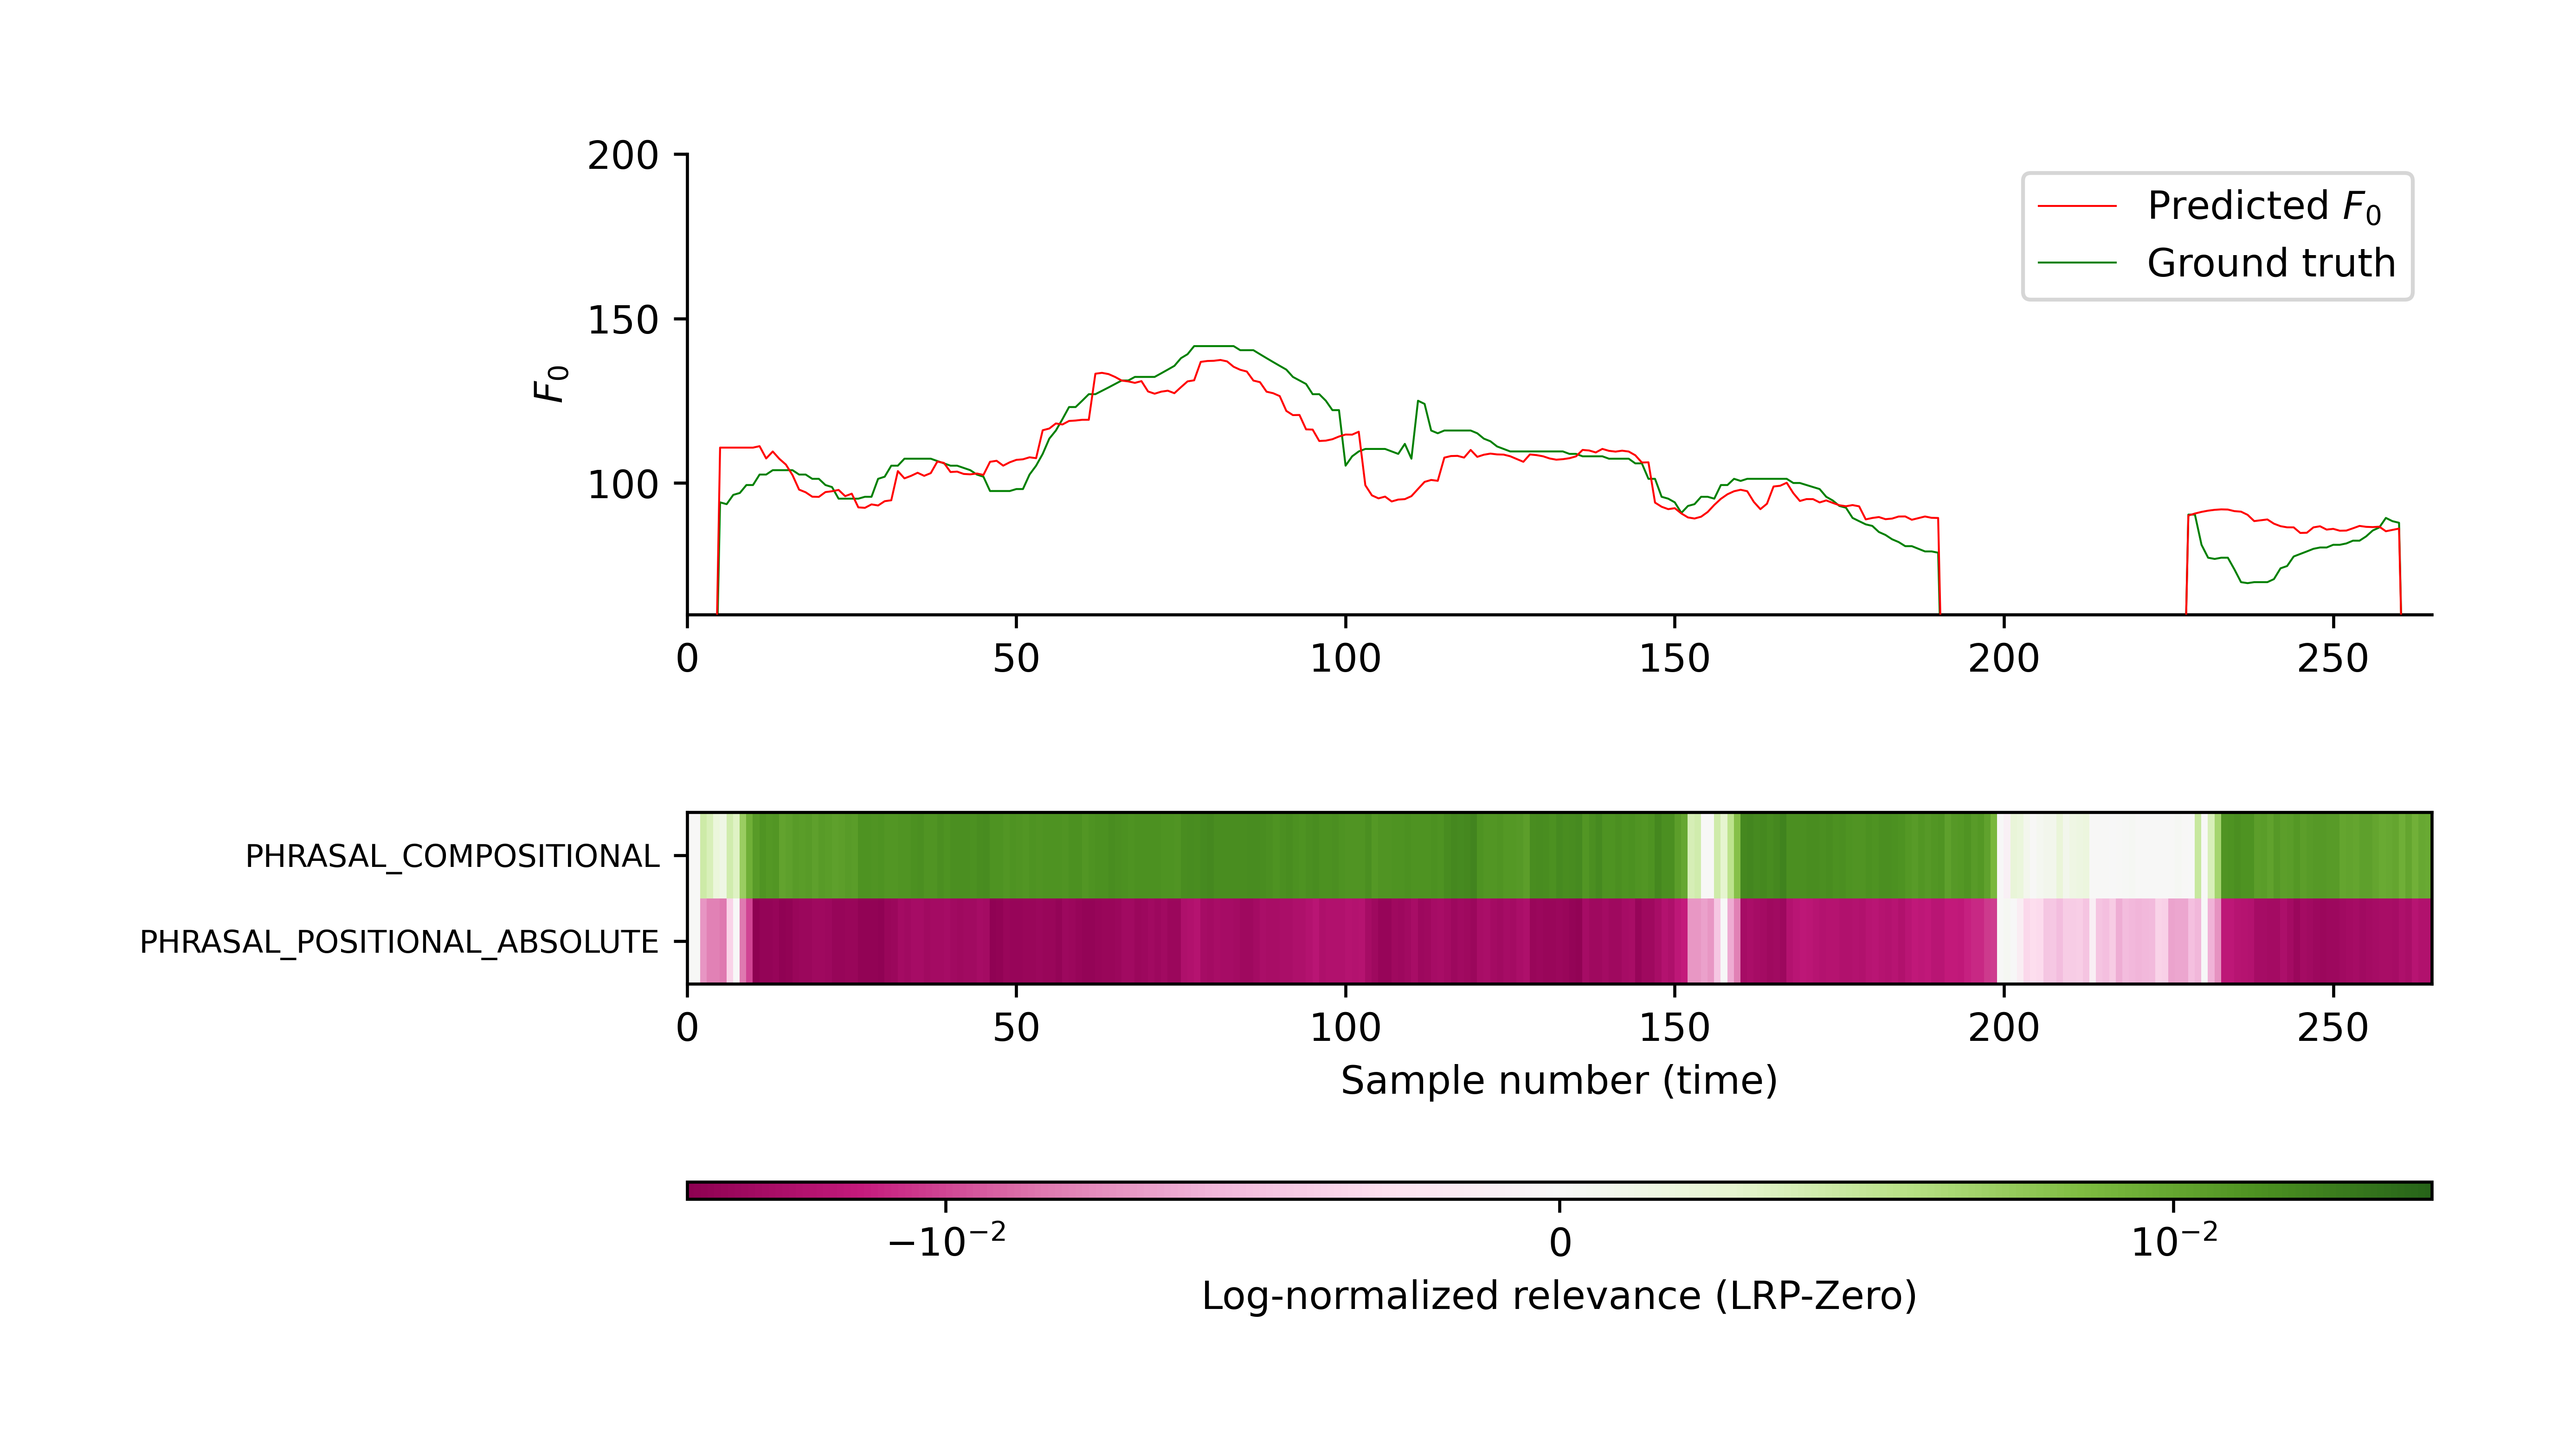 200
150
100
F₀
Predicted F₀
Ground truth
0 50 100 150 200 250
PHRASAL_COMPOSITIONAL
PHRASAL_POSITIONAL_ABSOLUTE
0 50 100 150 200 250
Sample number (time)
−10⁻² 0 10⁻²
Log-normalized relevance (LRP-Zero)